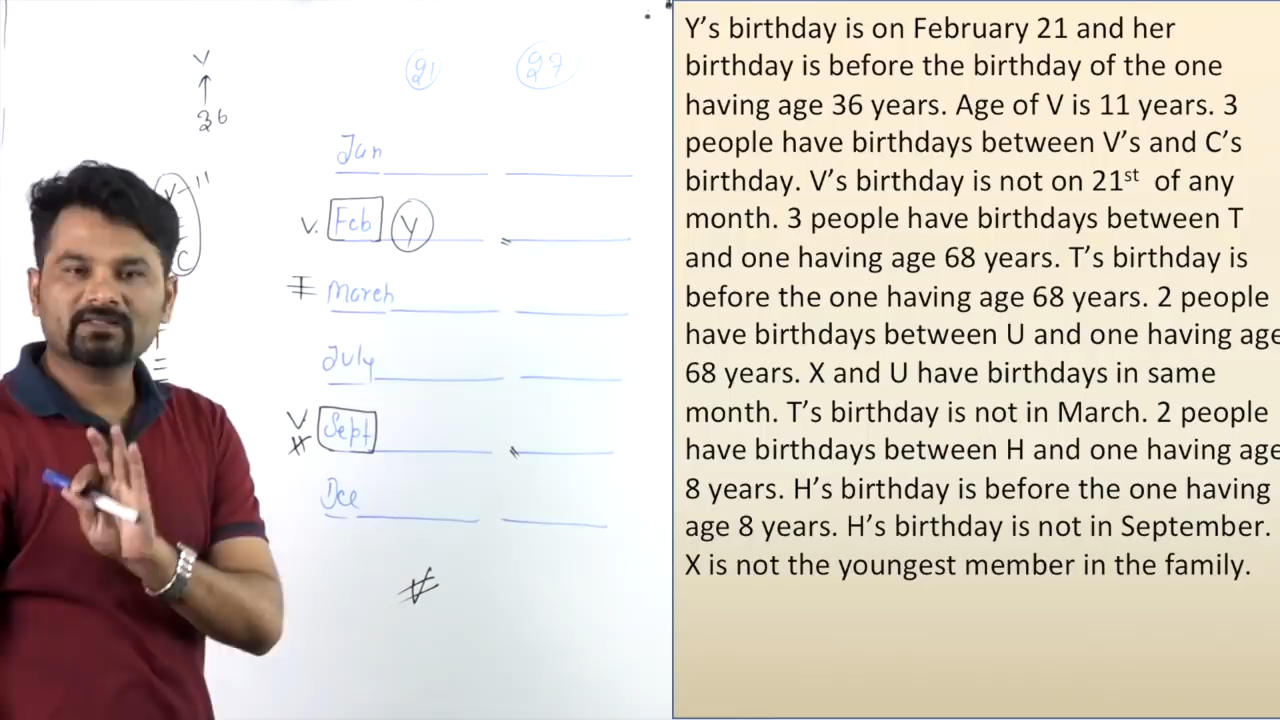 V
↑
36
V-11
C
21
27
Jan
V. Feb Y
March
July
V Sept
Dce
Y’s birthday is on February 21 and her
birthday is before the birthday of the one
having age 36 years. Age of V is 11 years. 3
people have birthdays between V’s and C’s
birthday. V’s birthday is not on 21st of any
month. 3 people have birthdays between T
and one having age 68 years. T’s birthday is
before the one having age 68 years. 2 people
have birthdays between U and one having age
68 years. X and U have birthdays in same
month. T’s birthday is not in March. 2 people
have birthdays between H and one having age
8 years. H’s birthday is before the one having
age 8 years. H’s birthday is not in September.
X is not the youngest member in the family.